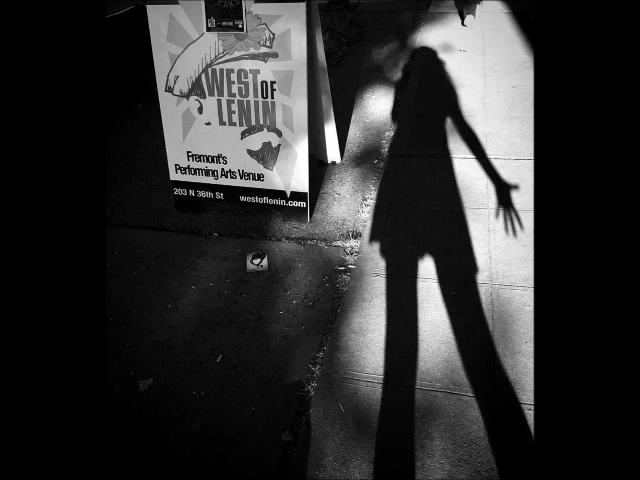 WEST OF
LENIN
Fremont's
Performing Arts Venue
203 N 36th St westoflenin.com